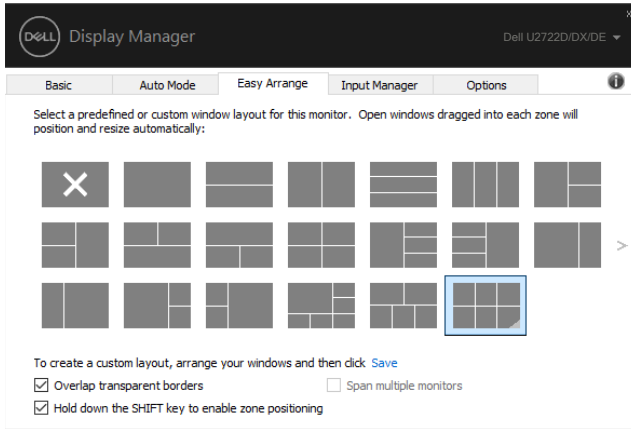 DELL Display Manager
Dell U2722D/DX/DE
Basic Auto Mode Easy Arrange Input Manager Options
Select a predefined or custom window layout for this monitor. Open windows dragged into each zone will
position and resize automatically:
To create a custom layout, arrange your windows and then click Save
Overlap transparent borders
Span multiple monitors
Hold down the SHIFT key to enable zone positioning